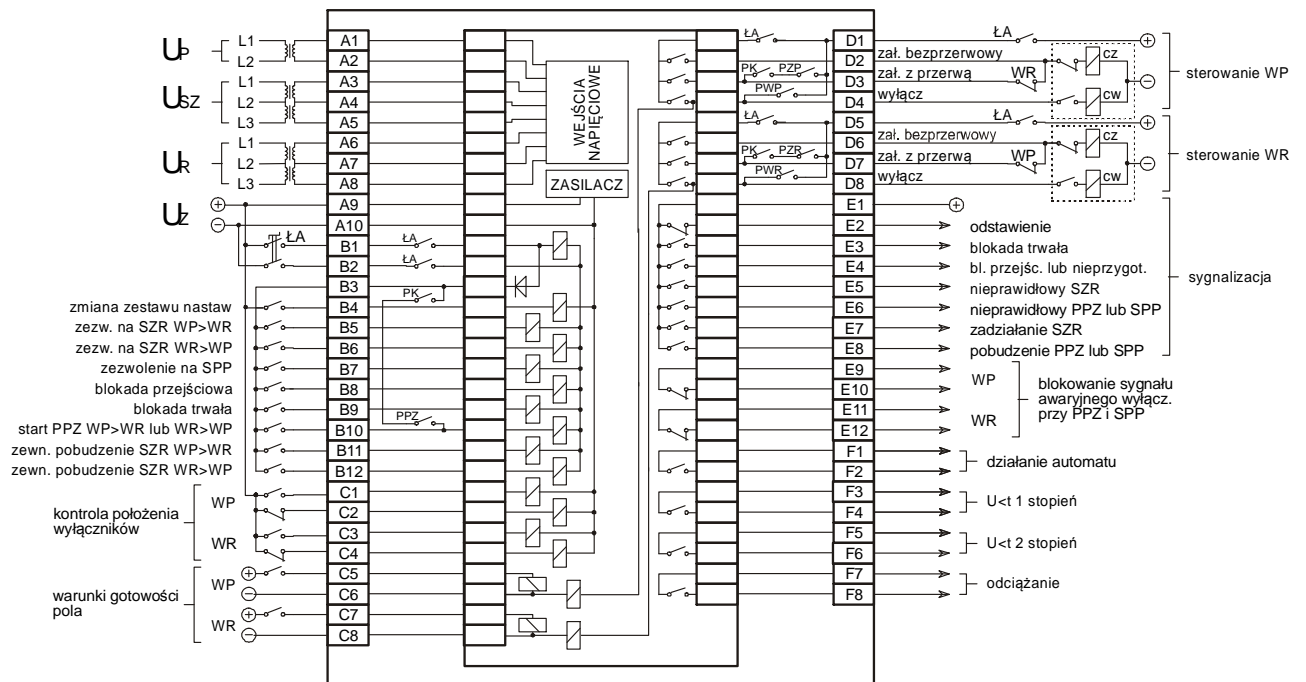 UP
L1
L2
USZ
L1
L2
L3
UR
L1
L2
L3
UZ
ŁA
zmiana zestawu nastaw
zezw. na SZR WP>WR
zezw. na SZR WR>WP
zezwolenie na SPP
blokada przejściowa
blokada trwała
start PPZ WP>WR lub WR>WP
zewn. pobudzenie SZR WP>WR
zewn. pobudzenie SZR WR>WP
kontrola położenia
wyłączników
WP
WR
warunki gotowości
pola
WP
WR
A1
A2
A3
A4
A5
A6
A7
A8
A9
A10
B1
B2
B3
B4
B5
B6
B7
B8
B9
B10
B11
B12
C1
C2
C3
C4
C5
C6
C7
C8
ŁA
ŁA
PK
PPZ
WEJŚCIA
NAPIĘCIOWE
ZASILACZ
ŁA
PK PZP
PWP
ŁA
PK PZR
PWR
D1
D2
D3
D4
D5
D6
D7
D8
E1
E2
E3
E4
E5
E6
E7
E8
E9
E10
E11
E12
F1
F2
F3
F4
F5
F6
F7
F8
ŁA
zał. bezprzerwowy
zał. z przerwą
WR
wyłącz
cz
cw
sterowanie WP
ŁA
zał. bezprzerwowy
zał. z przerwą
WP
wyłącz
cz
cw
sterowanie WR
odstawienie
blokada trwała
bl. przejśc. lub nieprzygot.
nieprawidłowy SZR
nieprawidłowy PPZ lub SPP
zadziałanie SZR
pobudzenie PPZ lub SPP
sygnalizacja
WP
WR
blokowanie sygnału
awaryjnego wyłącz.
przy PPZ i SPP
działanie automatu
U<t 1 stopień
U<t 2 stopień
odciążanie